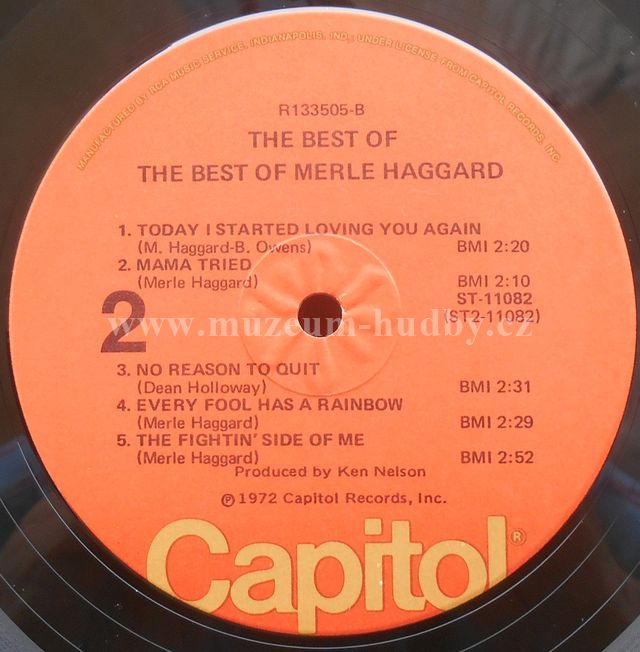 MANUFACTURED BY RCA MUSIC SERVICE, INDIANAPOLIS, IND., UNDER LICENSE FROM CAPITOL RECORDS, INC.
R133505-B
THE BEST OF
THE BEST OF MERLE HAGGARD
1. TODAY I STARTED LOVING YOU AGAIN
(M. Haggard-B. Owens) BMI 2:20
2. MAMA TRIED
(Merle Haggard) BMI 2:10
ST-11082
(ST2-11082)
2
www.muzeum-hudby.cz
3. NO REASON TO QUIT
(Dean Holloway) BMI 2:31
4. EVERY FOOL HAS A RAINBOW
(Merle Haggard) BMI 2:29
5. THE FIGHTIN' SIDE OF ME
(Merle Haggard) BMI 2:52
Produced by Ken Nelson
℗ 1972 Capitol Records, Inc.
Capitol®